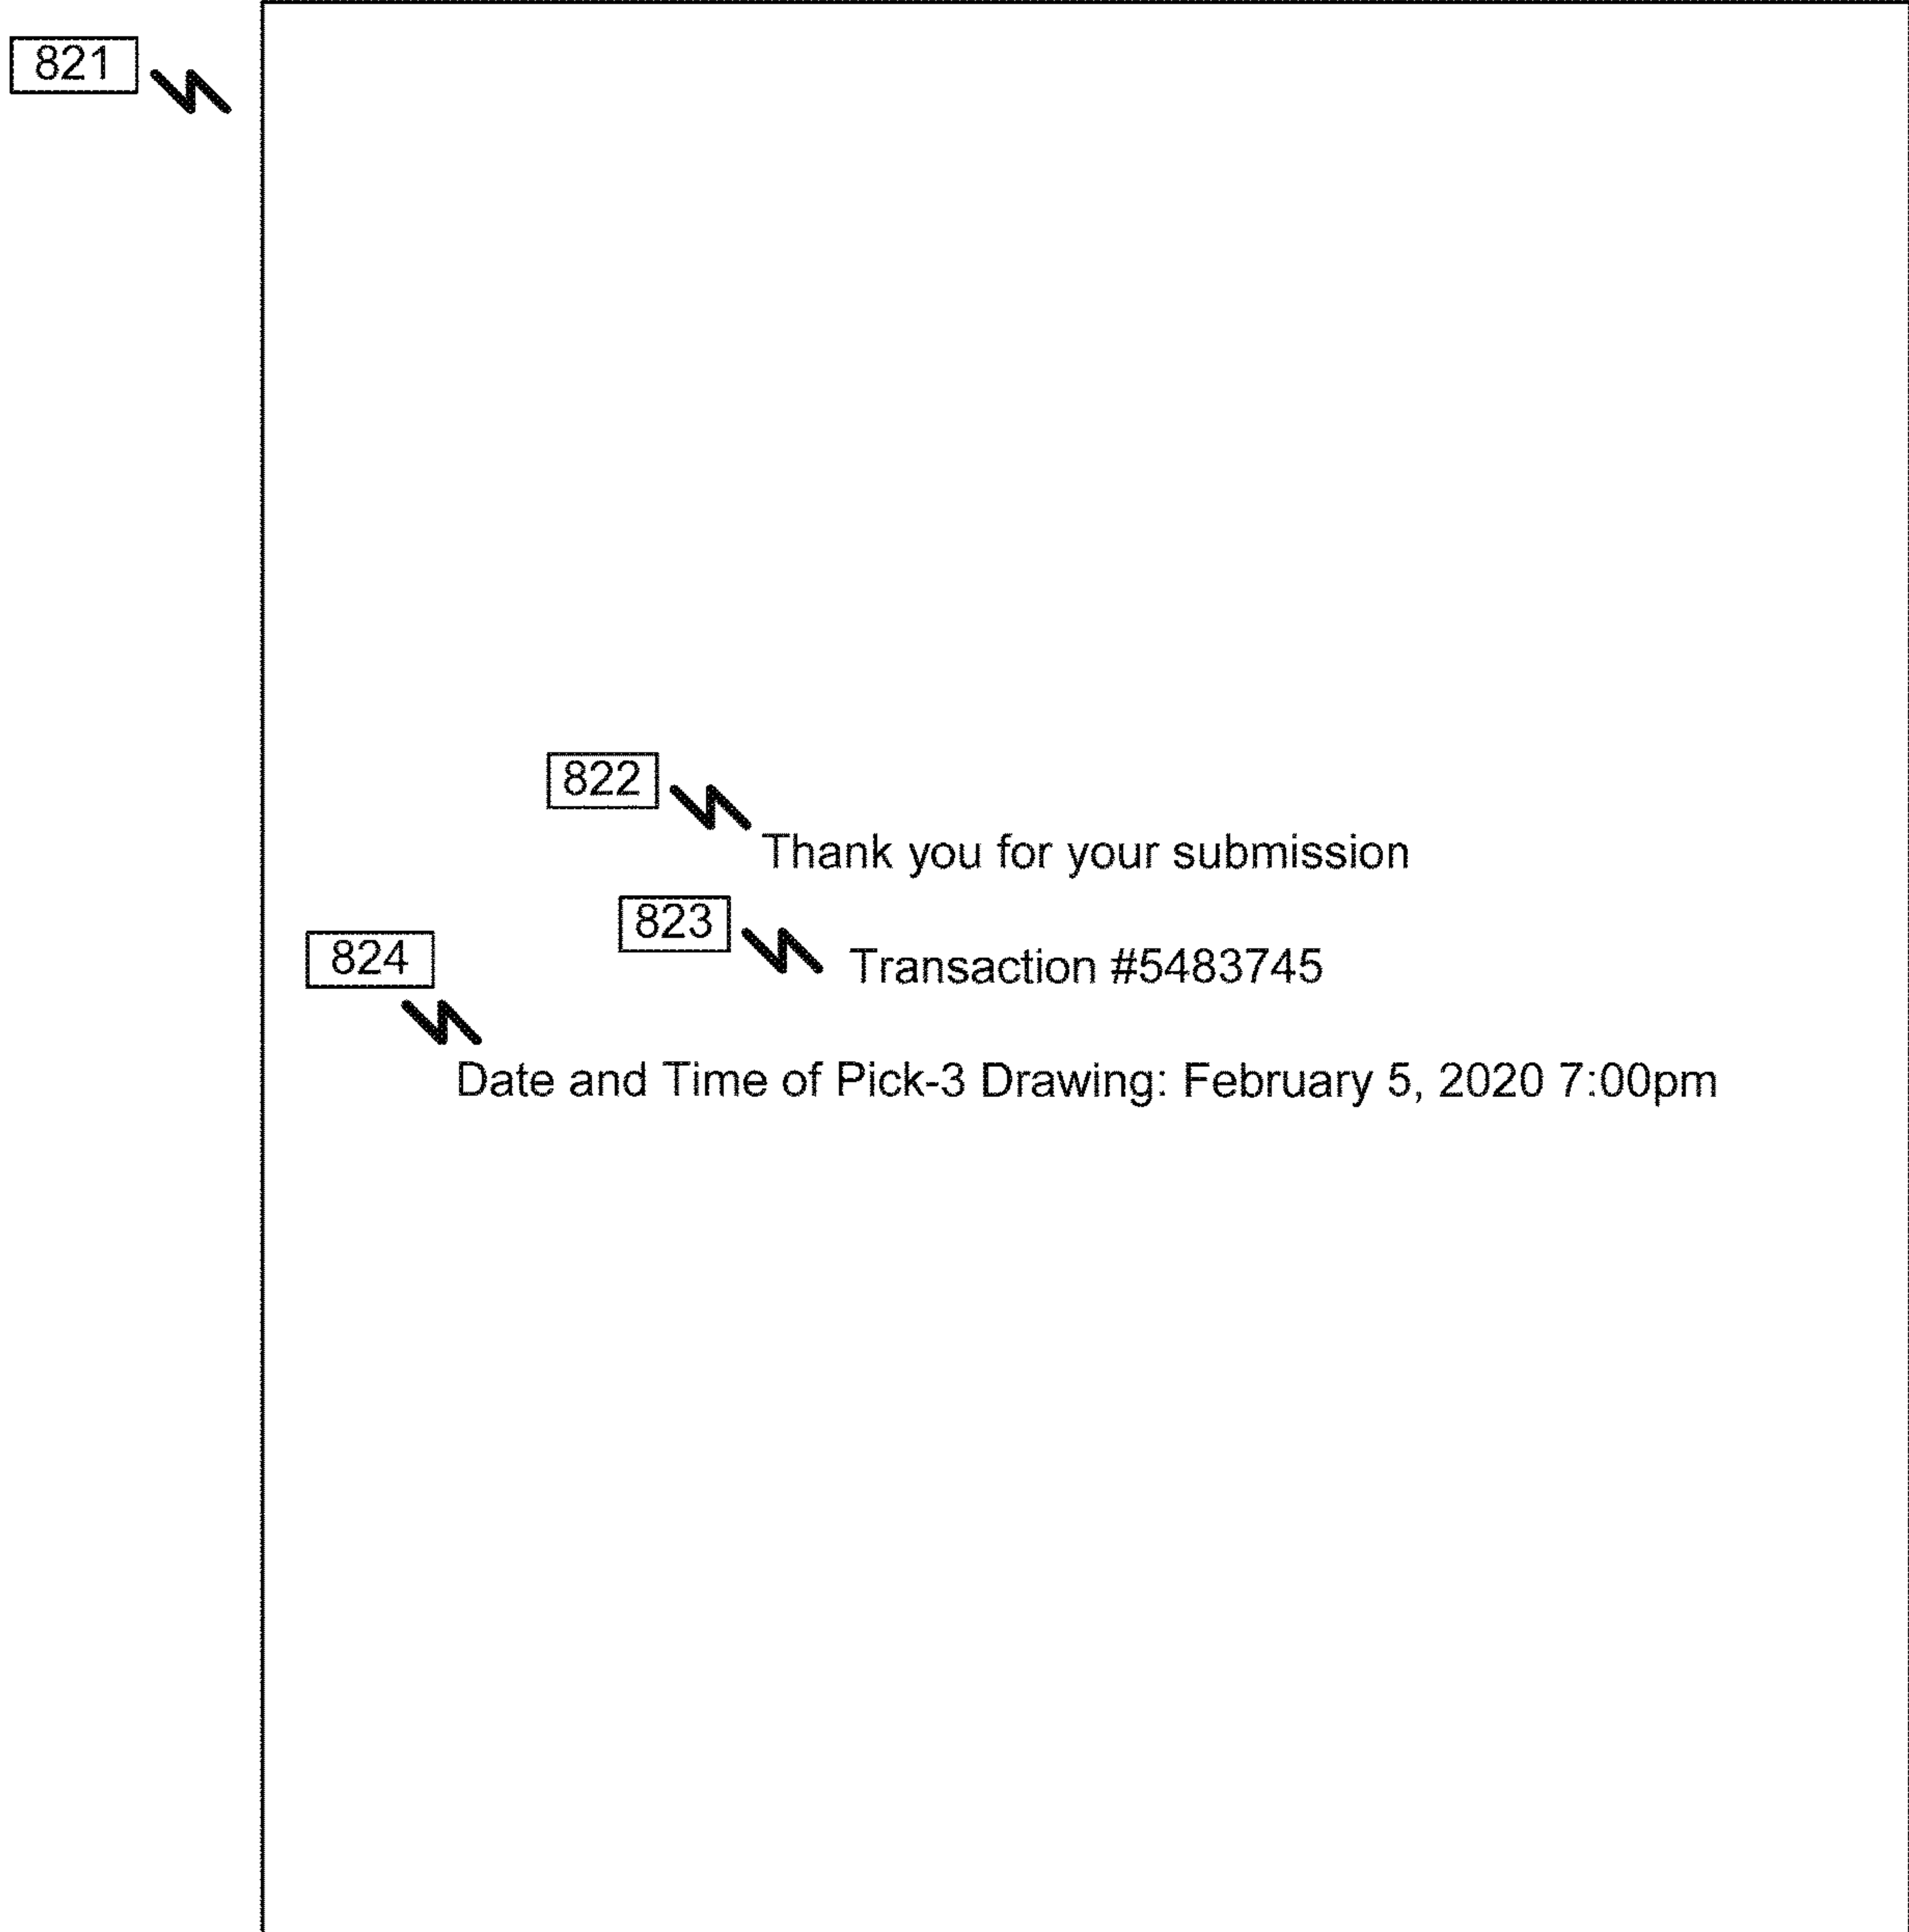 821
822
Thank you for your submission
823
Transaction #5483745
824
Date and Time of Pick-3 Drawing: February 5, 2020 7:00pm